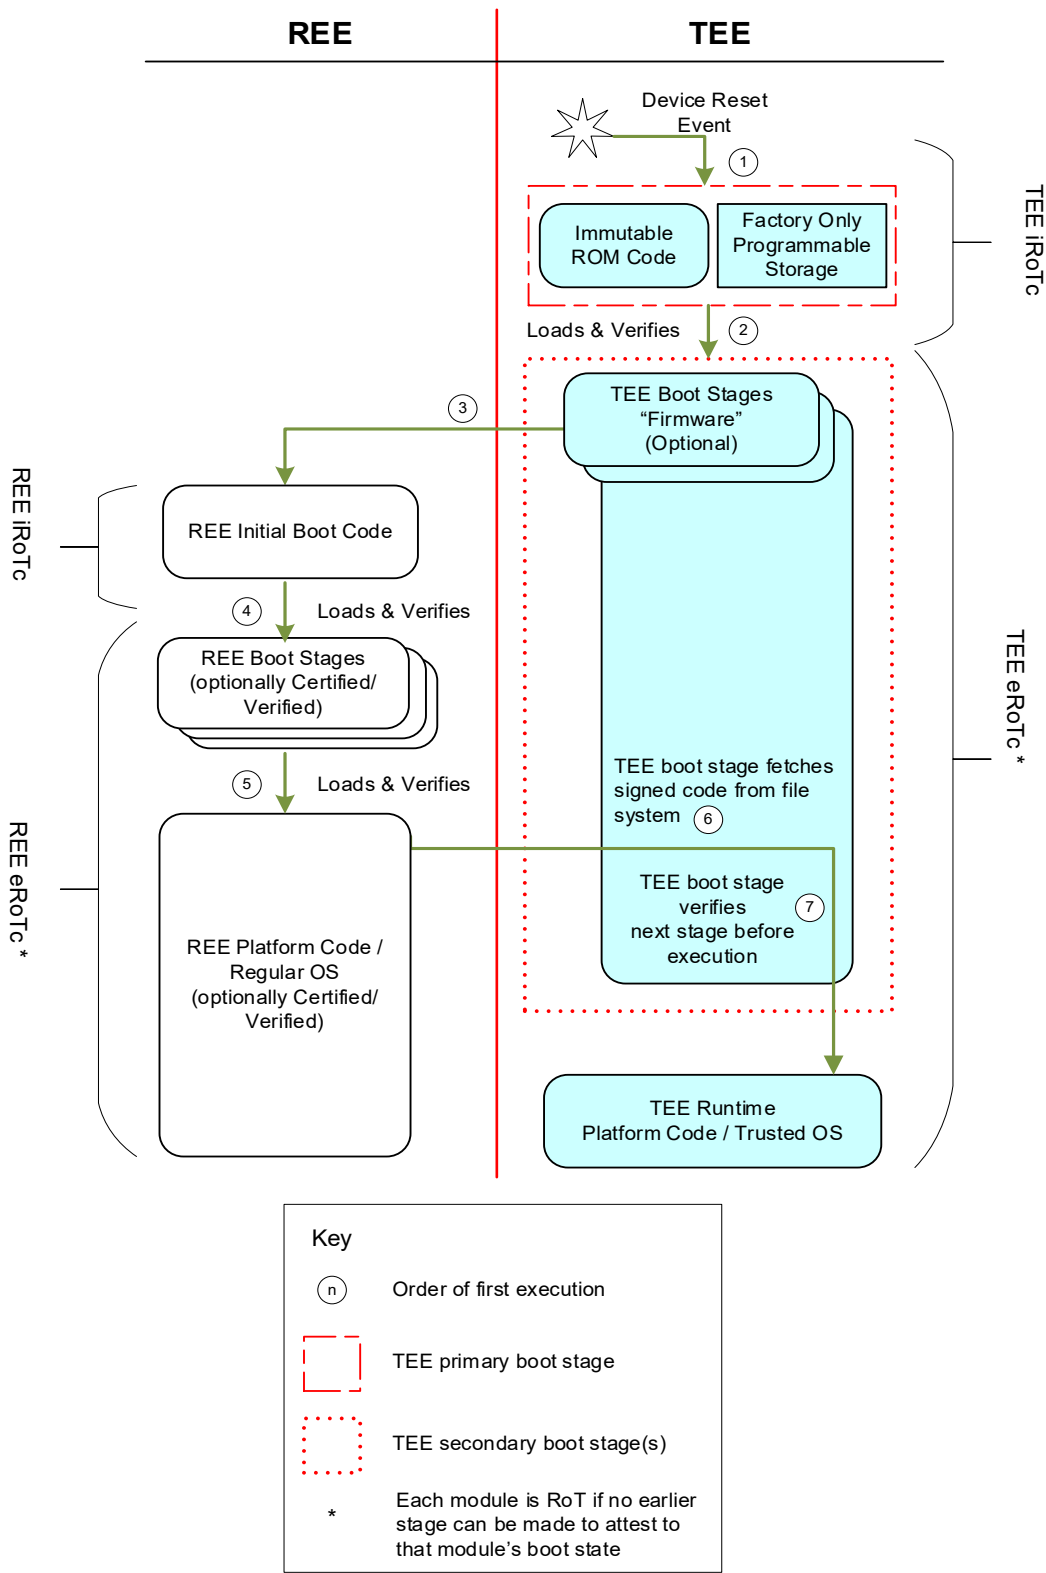 REE
TEE
Device Reset
Event
1
Immutable
ROM Code
Factory Only
Programmable
Storage
TEE iRoTc
Loads & Verifies
2
TEE Boot Stages
“Firmware”
(Optional)
3
REE iRoTc
REE Initial Boot Code
4
Loads & Verifies
REE Boot Stages
(optionally Certified/
Verified)
5
Loads & Verifies
TEE eRoTc *
TEE boot stage fetches
signed code from file
system
6
REE eRoTc *
TEE boot stage
verifies
next stage before
execution
7
REE Platform Code /
Regular OS
(optionally Certified/
Verified)
TEE Runtime
Platform Code / Trusted OS
Key
n
Order of first execution
TEE primary boot stage
TEE secondary boot stage(s)
*
Each module is RoT if no earlier
stage can be made to attest to
that module’s boot state